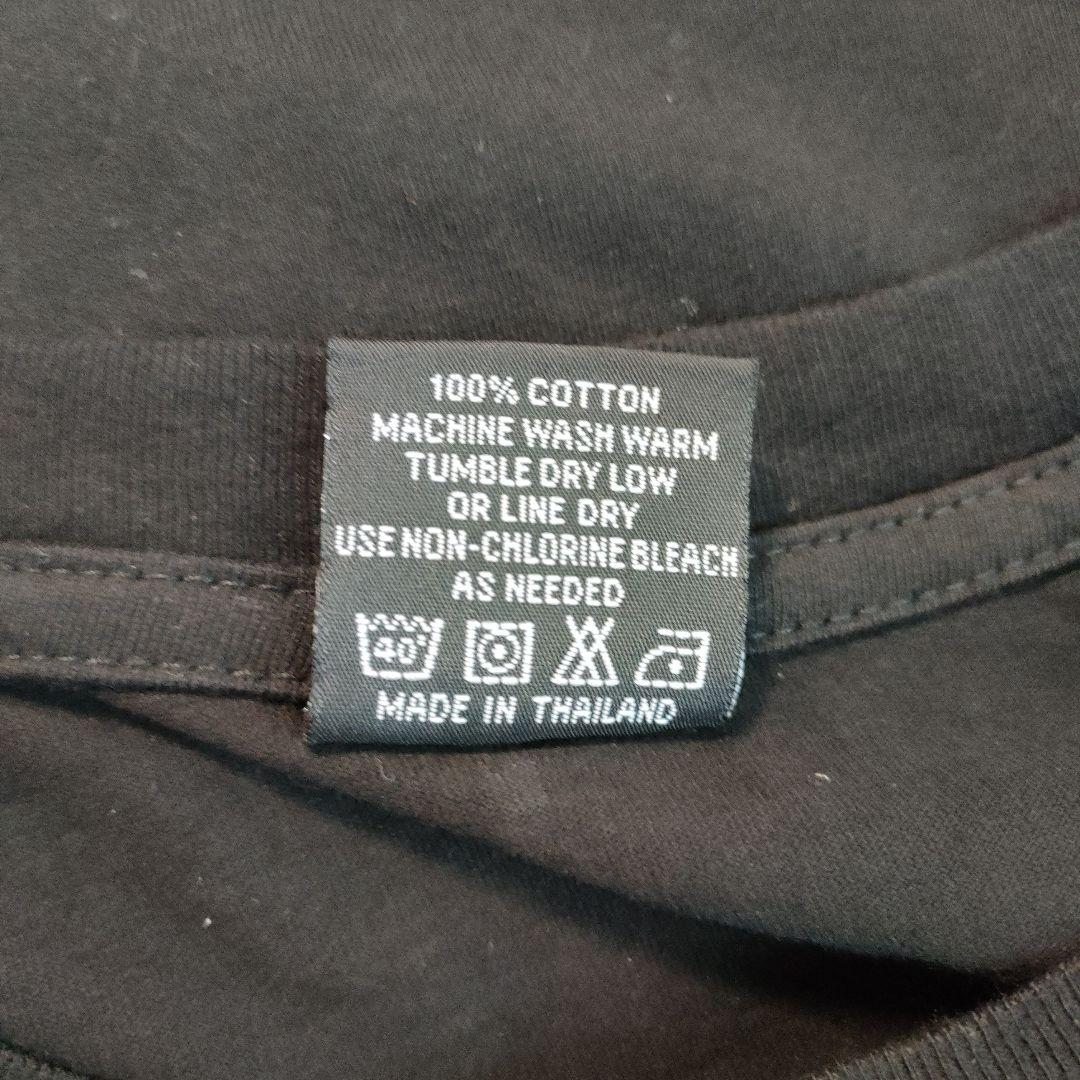 100% COTTON
MACHINE WASH WARM
TUMBLE DRY LOW
OR LINE DRY
USE NON-CHLORINE BLEACH
AS NEEDED
40°
MADE IN THAILAND